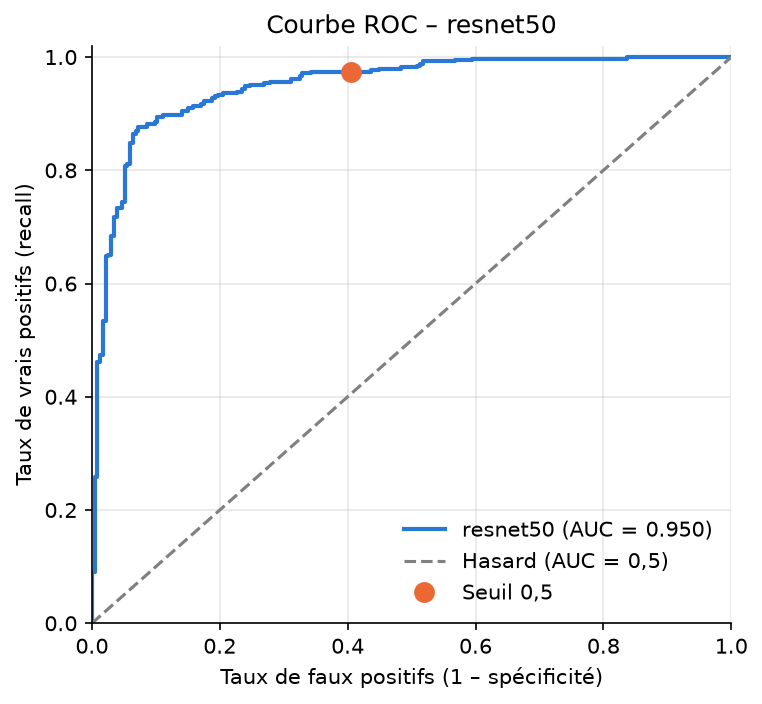 Courbe ROC – resnet50
Taux de vrais positifs (recall)
1.0
0.8
0.6
0.4
0.2
0.0
0.0 0.2 0.4 0.6 0.8 1.0
Taux de faux positifs (1 – spécificité)
resnet50 (AUC = 0.950)
Hasard (AUC = 0,5)
Seuil 0,5